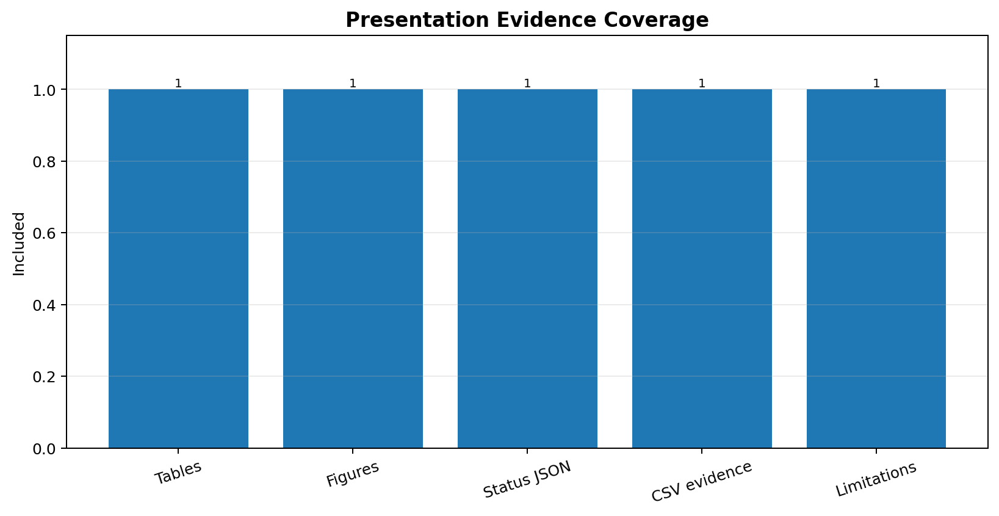 Presentation Evidence Coverage
1 1 1 1 1
1.0
0.8
0.6
0.4
0.2
0.0
Included
Tables Figures Status JSON CSV evidence Limitations